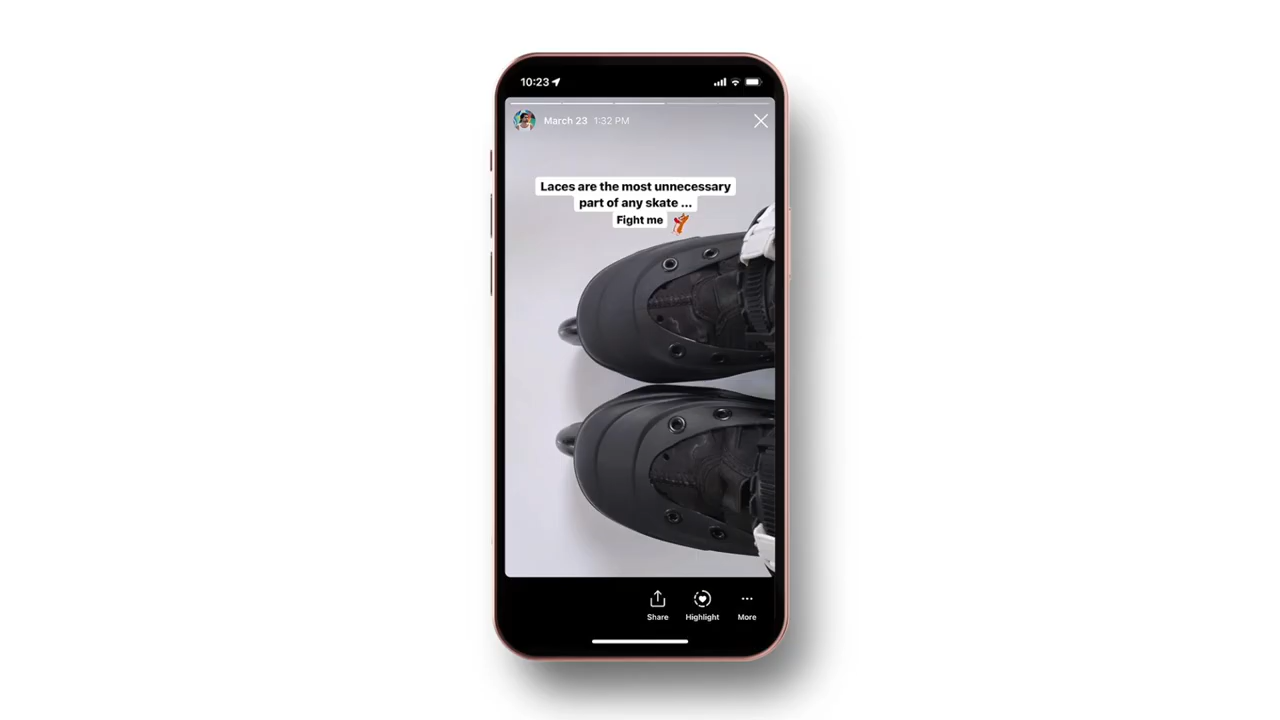 10:23
March 23 1:32 PM
Laces are the most unnecessary
part of any skate ...
Fight me
Share Highlight More